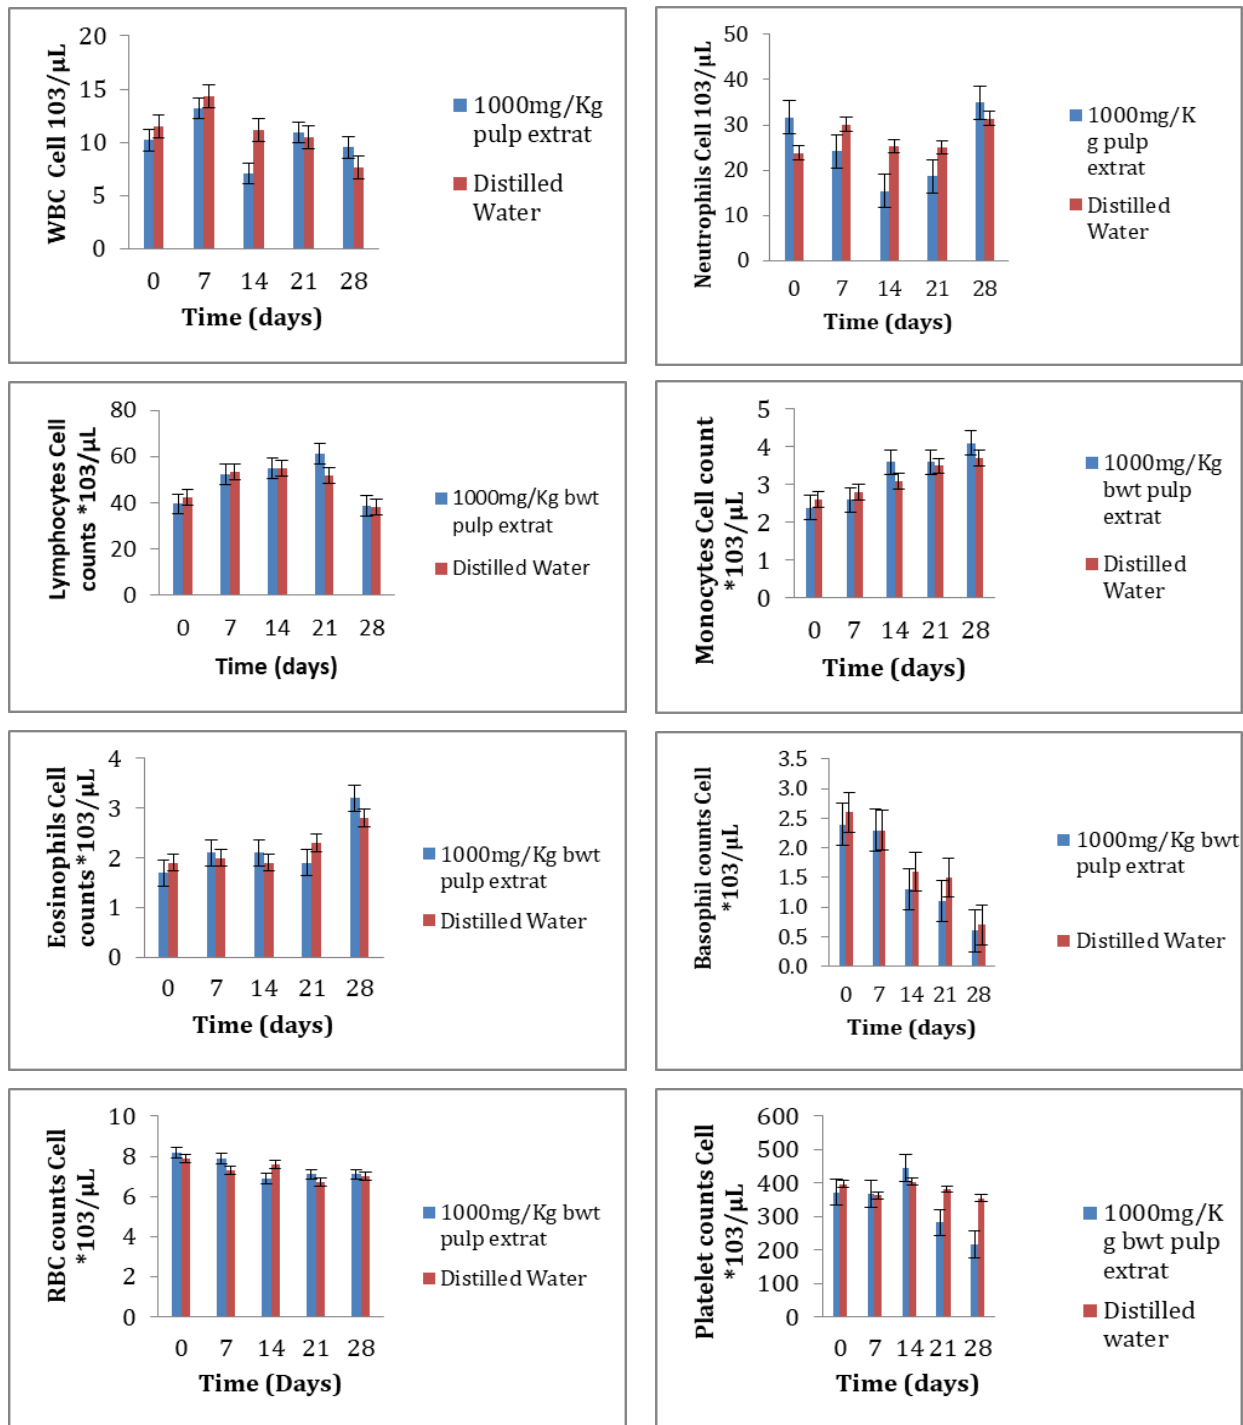 WBC Cell 103/µL
20
15
10
5
0
0 7 14 21 28
Time (days)
1000mg/Kg
pulp extrat
Distilled
Water
Neutrophils Cell 103/µL
50
40
30
20
10
0
0 7 14 21 28
Time (days)
1000mg/K
g pulp
extrat
Distilled
Water
Lymphocytes Cell
counts *103/µL
80
60
40
20
0
0 7 14 21 28
Time (days)
1000mg/Kg bwt
pulp extrat
Distilled Water
Monocytes Cell count
*103/µL
5
4
3
2
1
0
0 7 14 21 28
Time (days)
1000mg/Kg
bwt pulp
extrat
Distilled
Water
Eosinophils Cell
counts *103/µL
4
3
2
1
0
0 7 14 21 28
Time (days)
1000mg/Kg bwt
pulp extrat
Distilled Water
Basophil counts Cell
*103/µL
3.5
3.0
2.5
2.0
1.5
1.0
0.5
0.0
0 7 14 21 28
Time (days)
1000mg/Kg bwt
pulp extrat
Distilled Water
RBC counts Cell
*103/µL
10
8
6
4
2
0
0 7 14 21 28
Time (Days)
1000mg/Kg bwt
pulp extrat
Distilled Water
Platelet counts Cell
*103/µL
600
500
400
300
200
100
0
0 7 14 21 28
Time (days)
1000mg/K
g bwt pulp
extrat
Distilled
water